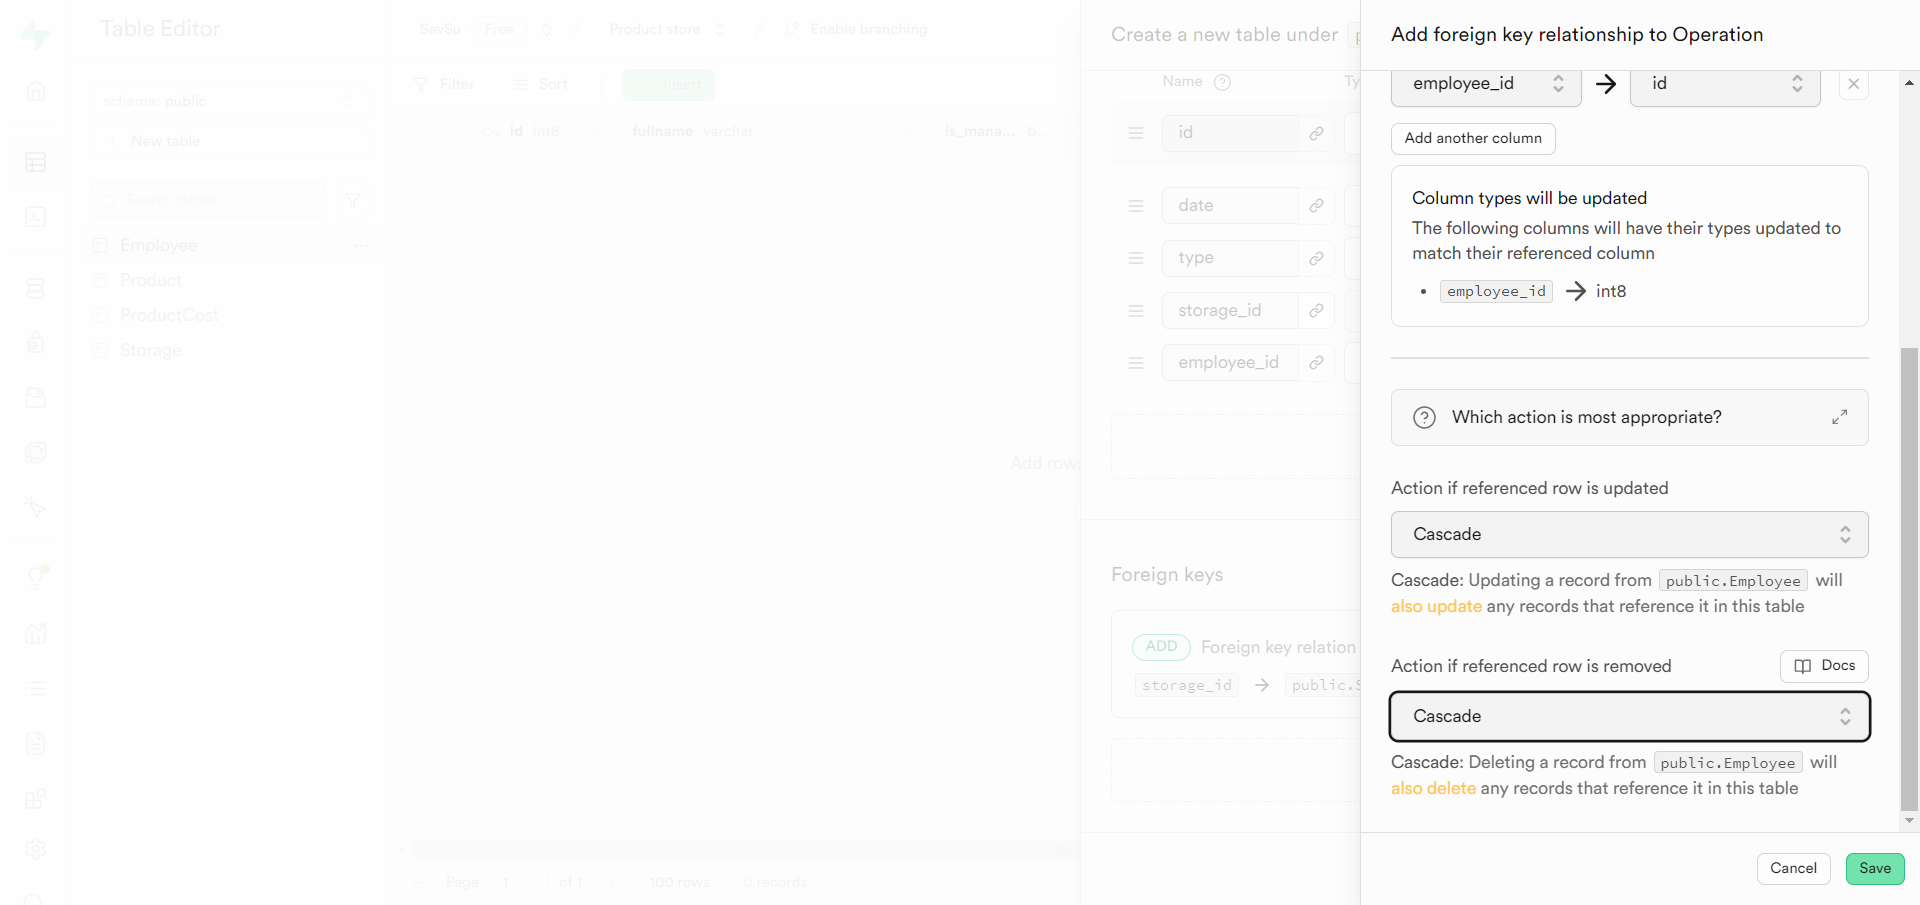 Table Editor
SevSu Free / Product store / Enable branching
schema: public
New table
Search tables...
Employee
Product
ProductCost
Storage
Filter Sort Insert
id int8 fullname varchar is_mana... b...
Add rows
Page 1 of 1 100 rows 0 records
Create a new table under p
Name Ty
id
date
type
storage_id
employee_id
Foreign keys
ADD Foreign key relation
storage_id → public.S
Add foreign key relationship to Operation
employee_id → id
Add another column
Column types will be updated
The following columns will have their types updated to
match their referenced column
• employee_id → int8
Which action is most appropriate?
Action if referenced row is updated
Cascade
Cascade: Updating a record from public.Employee will
also update any records that reference it in this table
Action if referenced row is removed Docs
Cascade
Cascade: Deleting a record from public.Employee will
also delete any records that reference it in this table
Cancel Save